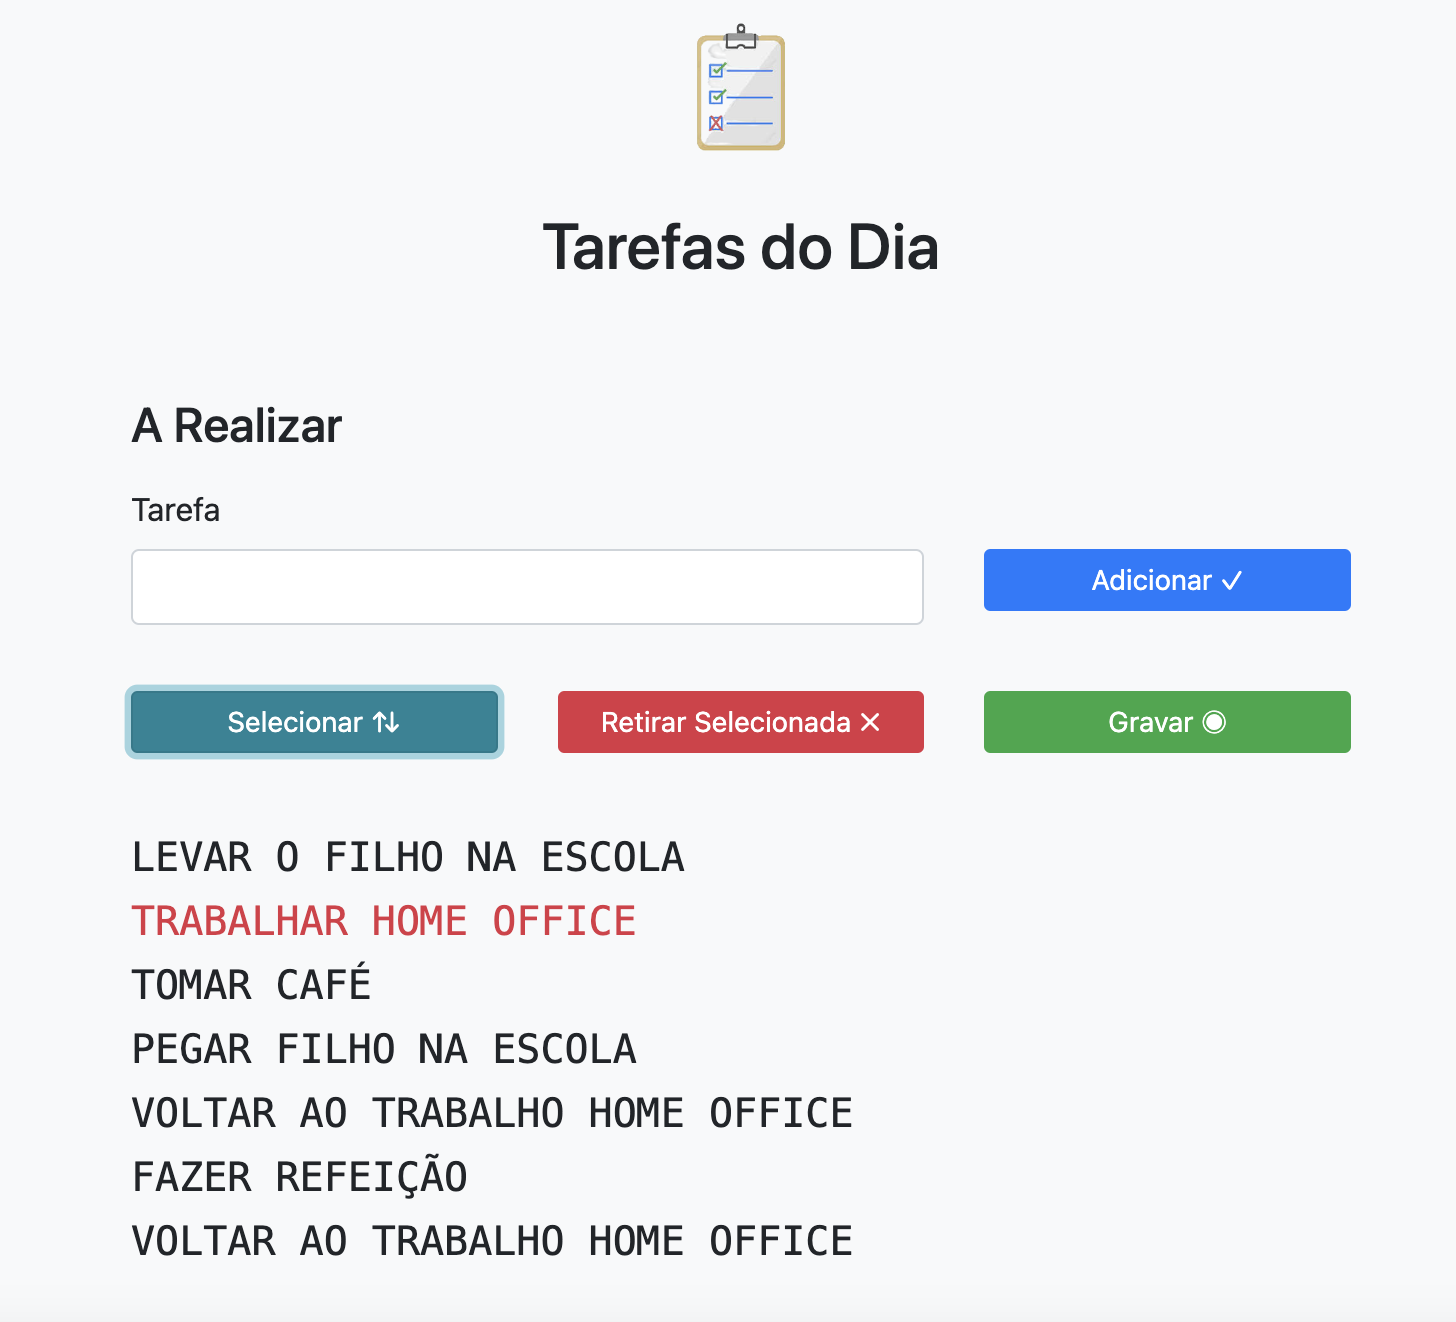 Tarefas do Dia
A Realizar
Tarefa
Adicionar ✓
Selecionar ⇅
Retirar Selecionada ✕
Gravar ◉
LEVAR O FILHO NA ESCOLA
TRABALHAR HOME OFFICE
TOMAR CAFÉ
PEGAR FILHO NA ESCOLA
VOLTAR AO TRABALHO HOME OFFICE
FAZER REFEIÇÃO
VOLTAR AO TRABALHO HOME OFFICE